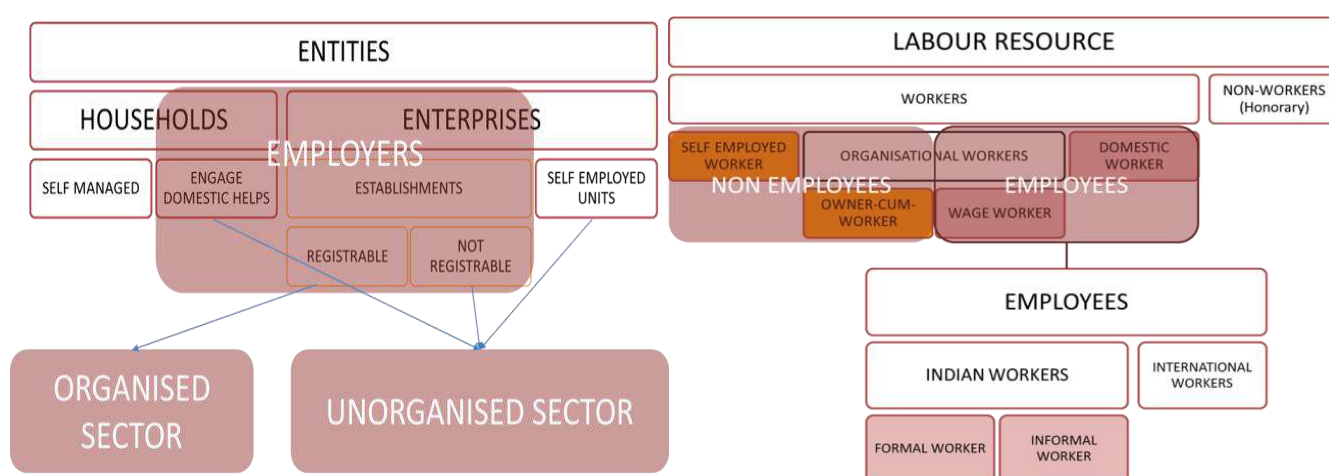 ENTITIES
HOUSEHOLDS
ENTERPRISES
EMPLOYERS
SELF MANAGED
ENGAGE
DOMESTIC HELPS
ESTABLISHMENTS
SELF EMPLOYED
UNITS
REGISTRABLE
NOT
REGISTRABLE
ORGANISED
SECTOR
UNORGANISED SECTOR
LABOUR RESOURCE
WORKERS
NON-WORKERS
(Honorary)
SELF EMPLOYED
WORKER
ORGANISATIONAL WORKERS
DOMESTIC
WORKER
NON EMPLOYEES
EMPLOYEES
OWNER-CUM-
WORKER
WAGE WORKER
EMPLOYEES
INDIAN WORKERS
INTERNATIONAL
WORKERS
FORMAL WORKER
INFORMAL
WORKER